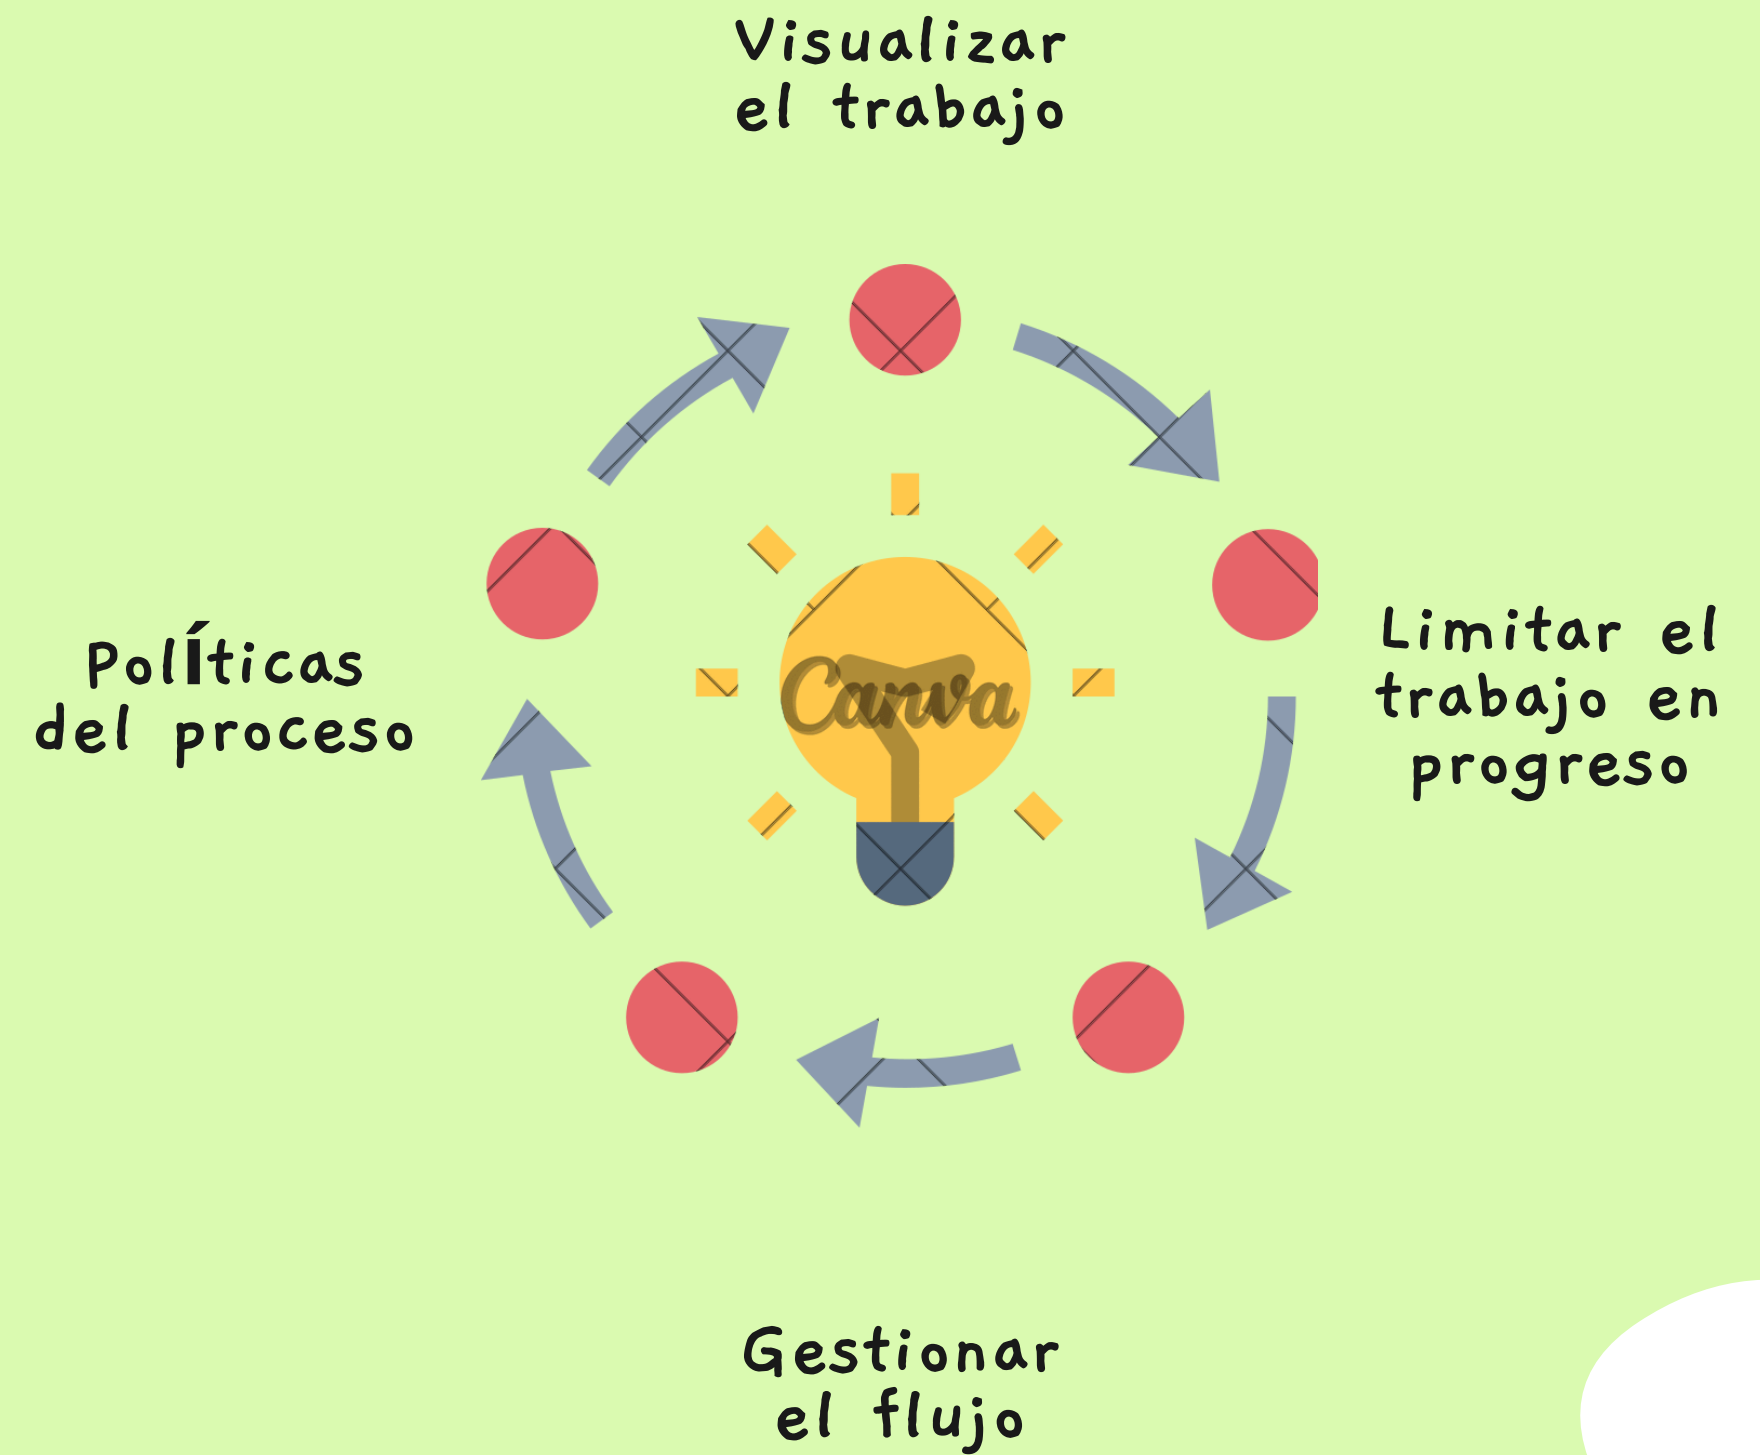 Visualizar
el trabajo
Limitar el
trabajo en
progreso
Políticas
del proceso
Canva
Gestionar
el flujo